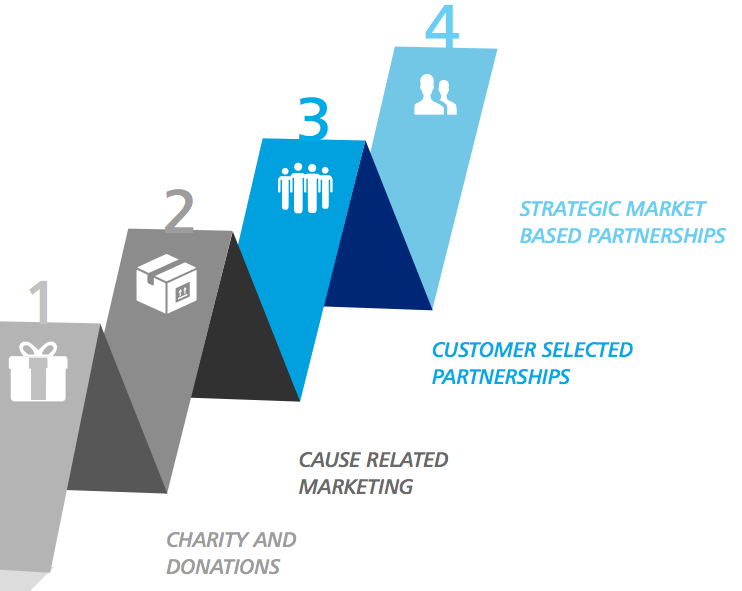 4
3
STRATEGIC MARKET
BASED PARTNERSHIPS
2
1
CUSTOMER SELECTED
PARTNERSHIPS
CAUSE RELATED
MARKETING
CHARITY AND
DONATIONS